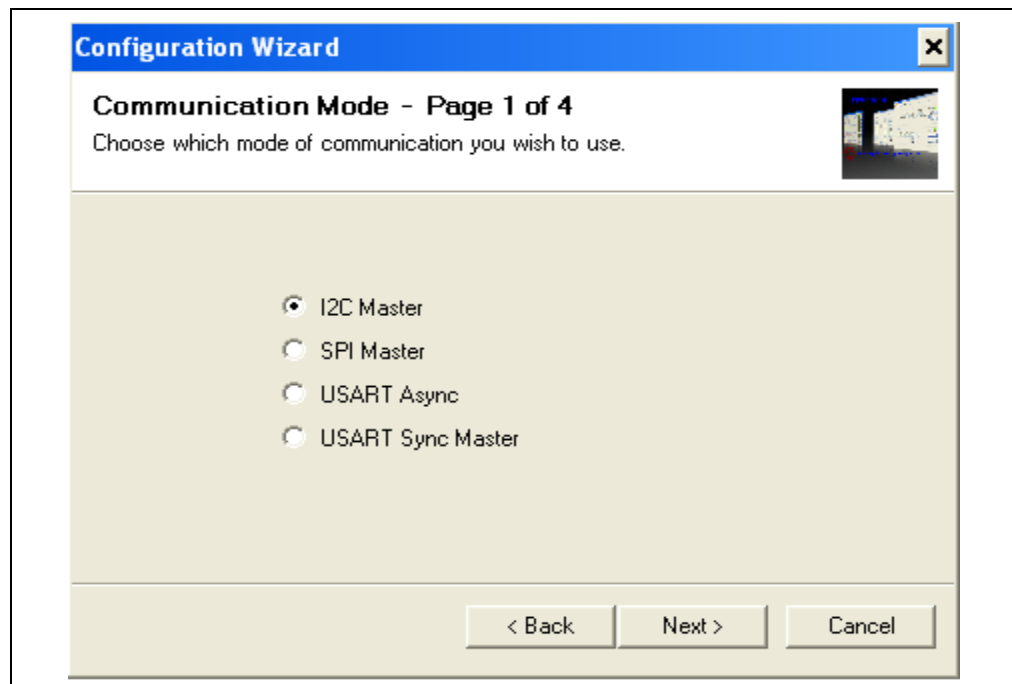 Configuration Wizard
Communication Mode - Page 1 of 4
Choose which mode of communication you wish to use.
I2C Master
SPI Master
USART Async
USART Sync Master
< Back
Next >
Cancel